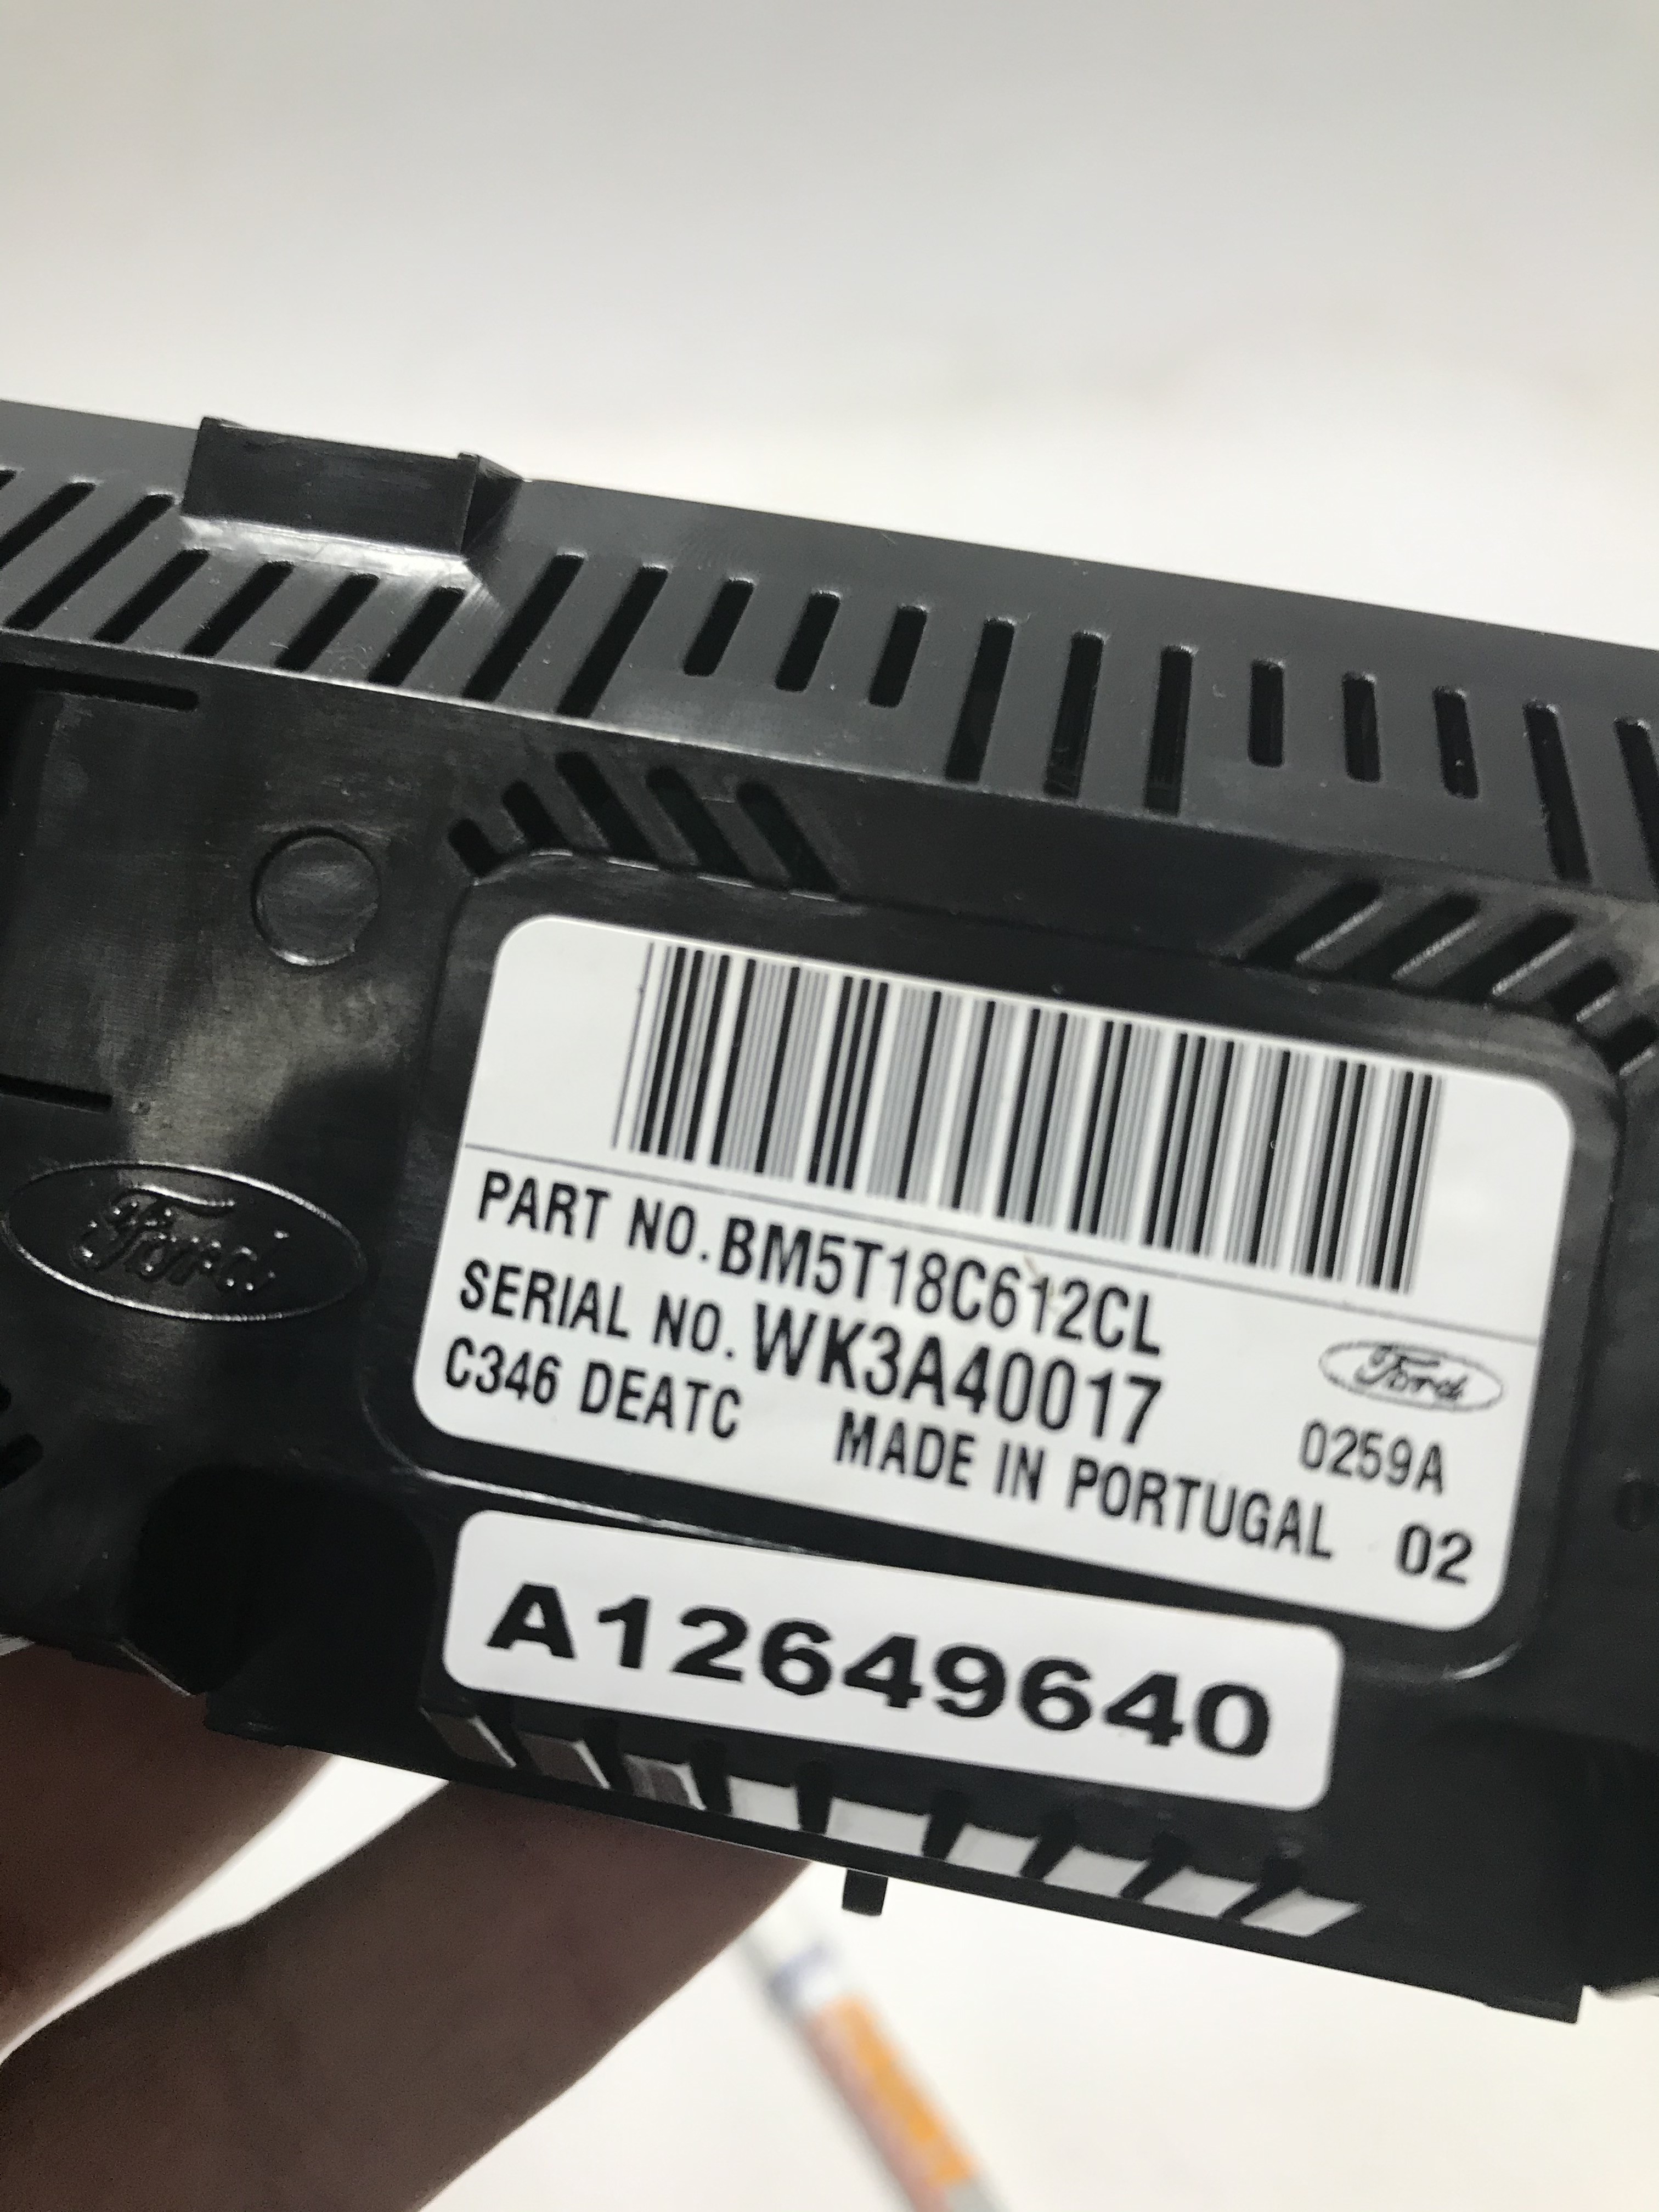 Ford
PART NO. BM5T18C612CL
SERIAL NO. WK3A40017
Ford
C346 DEATC MADE IN PORTUGAL
0259A
02
A12649640